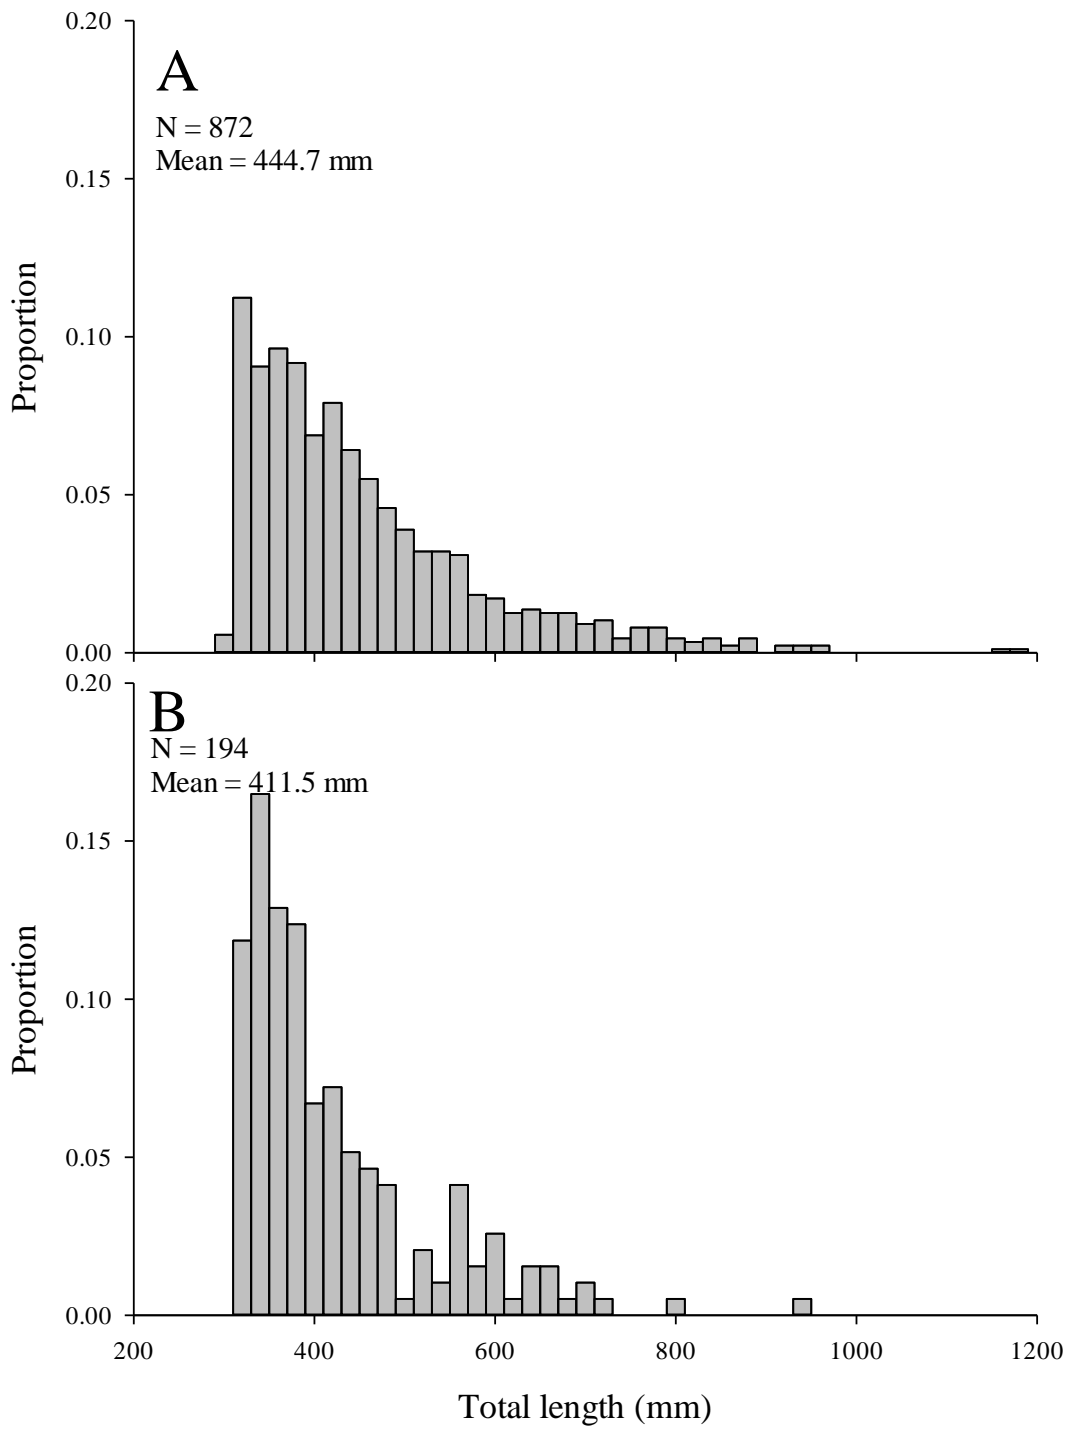 0.20
A
N = 872
Mean = 444.7 mm
0.15
Proportion
0.10
0.05
0.00
0.20
B
N = 194
Mean = 411.5 mm
0.15
Proportion
0.10
0.05
0.00
200 400 600 800 1000 1200
Total length (mm)